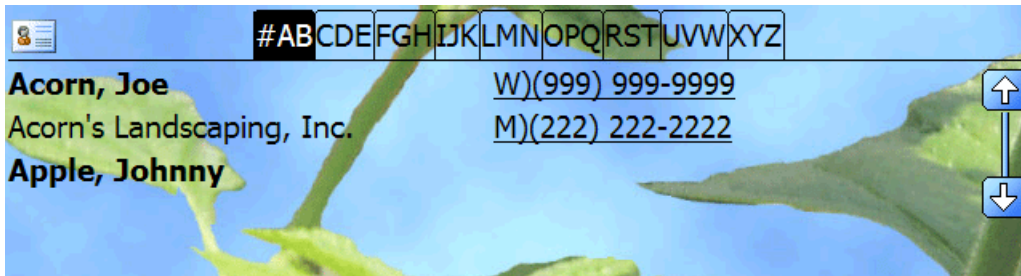 #AB CDE FGH IJK LMN OPQ RST UVW XYZ
Acorn, Joe W)(999) 999-9999
Acorn's Landscaping, Inc. M)(222) 222-2222
Apple, Johnny